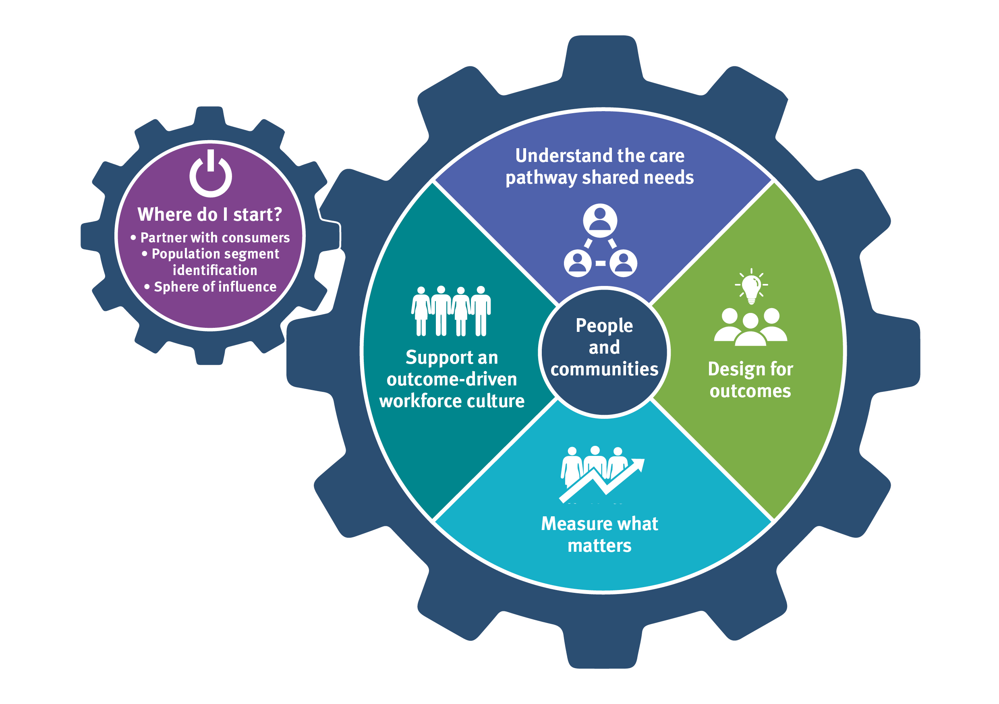 Where do I start?
• Partner with consumers
• Population segment
identification
• Sphere of influence
Understand the care
pathway shared needs
Design for
outcomes
Measure what
matters
Support an
outcome-driven
workforce culture
People
and
communities